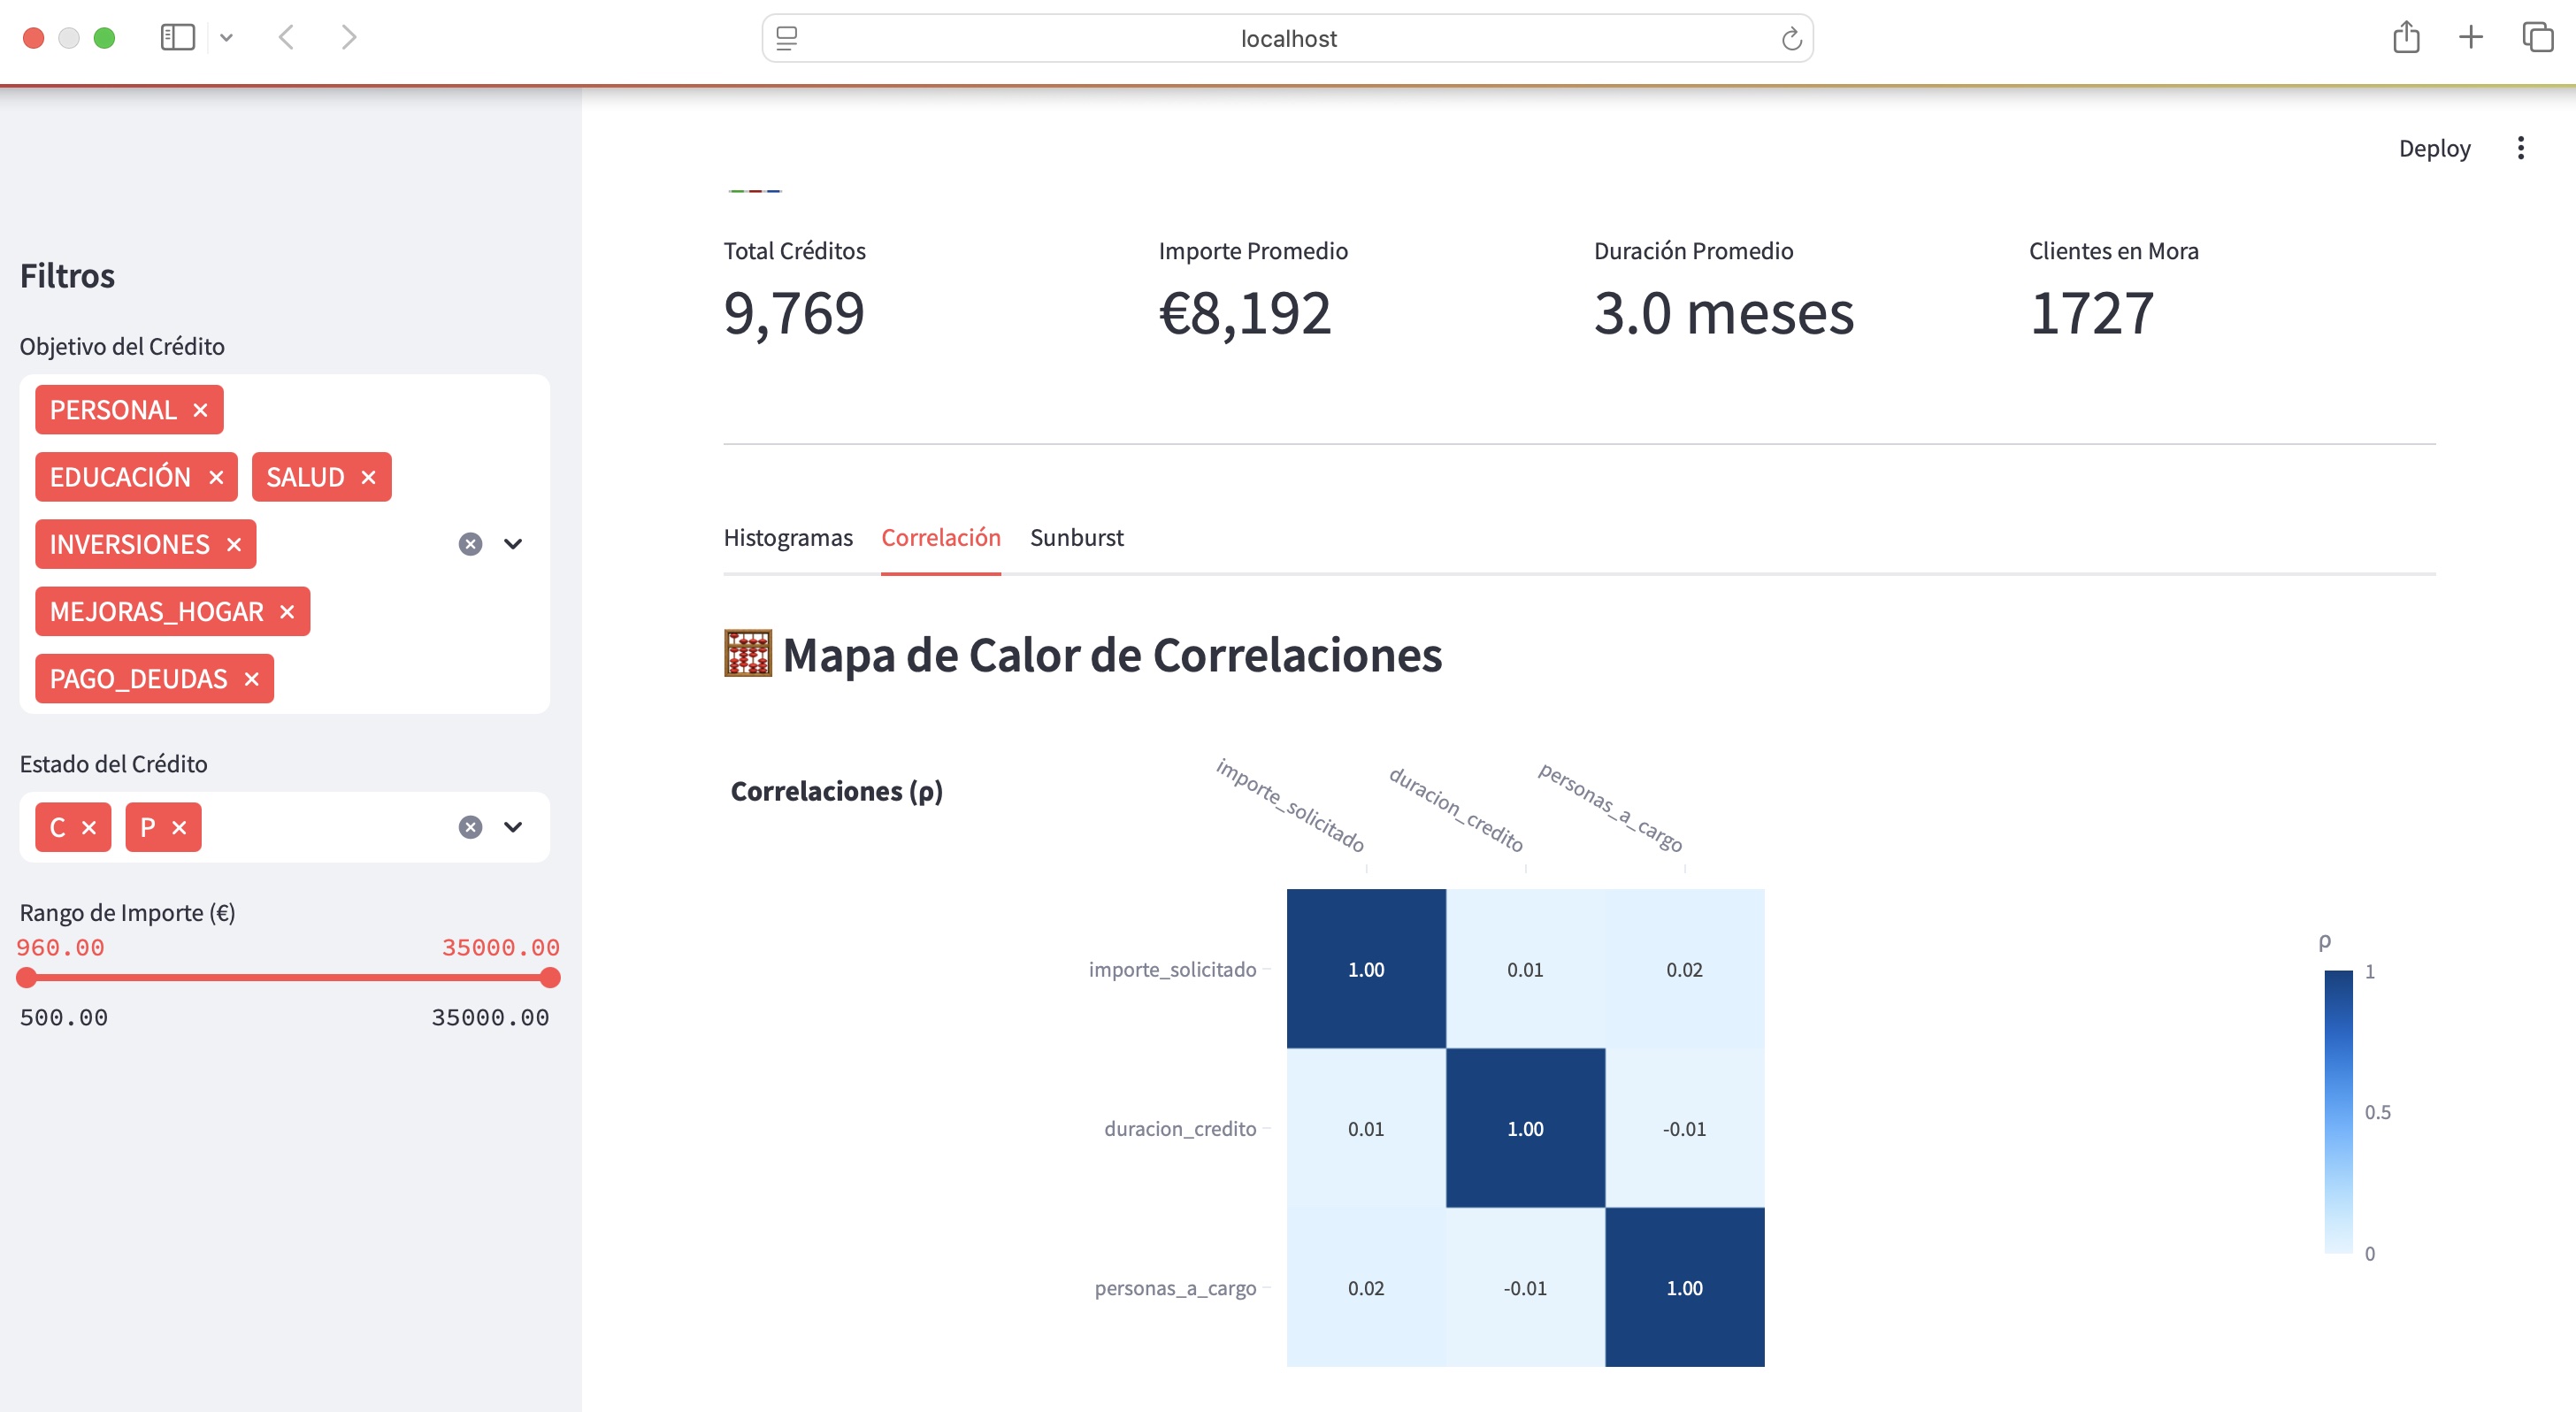 localhost
Deploy
Filtros
Objetivo del Crédito
PERSONAL
EDUCACIÓN SALUD
INVERSIONES
MEJORAS_HOGAR
PAGO_DEUDAS
Estado del Crédito
C P
Rango de Importe (€)
960.00 35000.00
500.00 35000.00
Total Créditos
9,769
Importe Promedio
€8,192
Duración Promedio
3.0 meses
Clientes en Mora
1727
Histogramas Correlación Sunburst
Mapa de Calor de Correlaciones
Correlaciones (ρ)
importe_solicitado duracion_credito personas_a_cargo
importe_solicitado 1.00 0.01 0.02
duracion_credito 0.01 1.00 -0.01
personas_a_cargo 0.02 -0.01 1.00
ρ
1
0.5
0